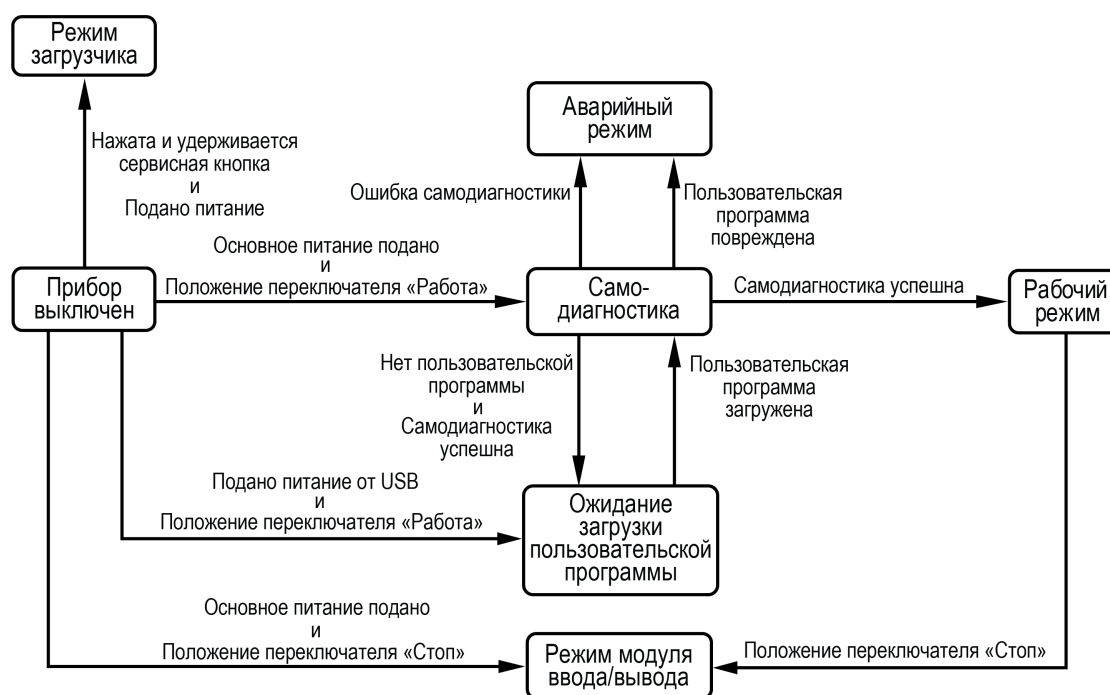 Режим
загрузчика
Аварийный
режим
Нажата и удерживается
сервисная кнопка
и
Подано питание
Ошибка самодиагностики
Пользовательская
программа
повреждена
Основное питание подано
и
Положение переключателя «Работа»
Прибор
выключен
Само-
диагностика
Самодиагностика успешна
Рабочий
режим
Нет пользовательской
программы
и
Самодиагностика
успешна
Пользовательская
программа
загружена
Подано питание от USB
и
Положение переключателя «Работа»
Ожидание
загрузки
пользовательской
программы
Основное питание подано
и
Положение переключателя «Стоп»
Режим модуля
ввода/вывода
Положение переключателя «Стоп»